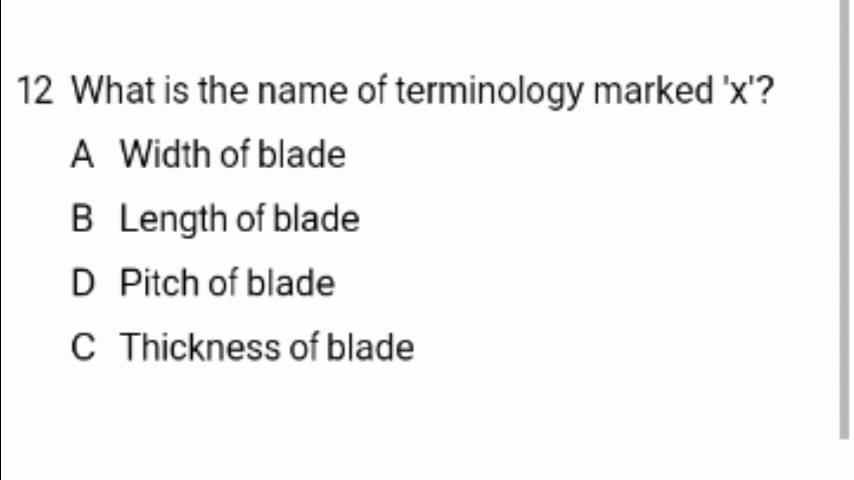 12 What is the name of terminology marked 'x'?
A Width of blade
B Length of blade
D Pitch of blade
C Thickness of blade